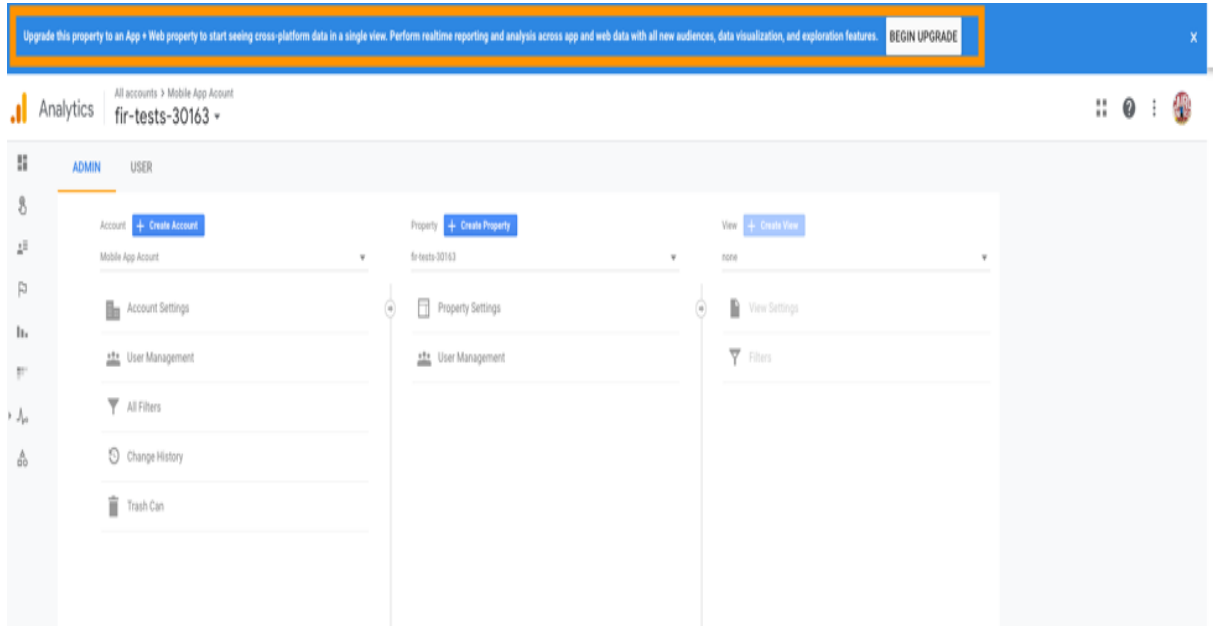 Upgrade this property to an App + Web property to start seeing cross-platform data in a single view. Perform realtime reporting and analysis across app and web data with all new audiences, data visualization, and exploration features. BEGIN UPGRADE X
All accounts > Mobile App Acount
Analytics fir-tests-30163
ADMIN USER
Account + Create Account Property + Create Property View + Create View
Mobile App Acount fir-tests-30163 none
Account Settings Property Settings View Settings
User Management User Management Filters
All Filters
Change History
Trash Can